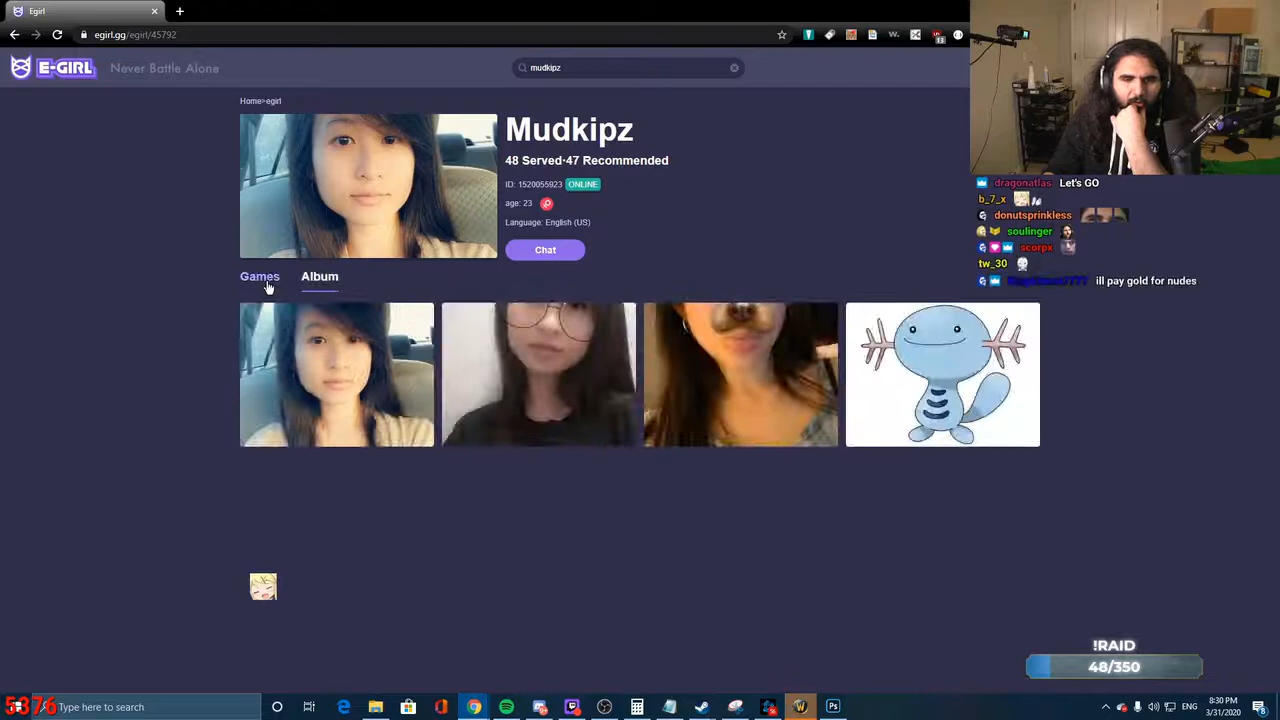 Egirl
egirl.gg/egirl/45792
13
E-GIRL
Never Battle Alone
mudkipz
Home>egirl
Mudkipz
48 Served·47 Recommended
ID: 1520055923 ONLINE
age: 23
Language: English (US)
Chat
Games
Album
dragonatlas Let's GO
b_7_x
donutsprinkless
soulinger
scorpx
tw_30
ill pay gold for nudes
!RAID
48/350
5376
Type here to search
ENG
8:30 PM
3/31/2020
8